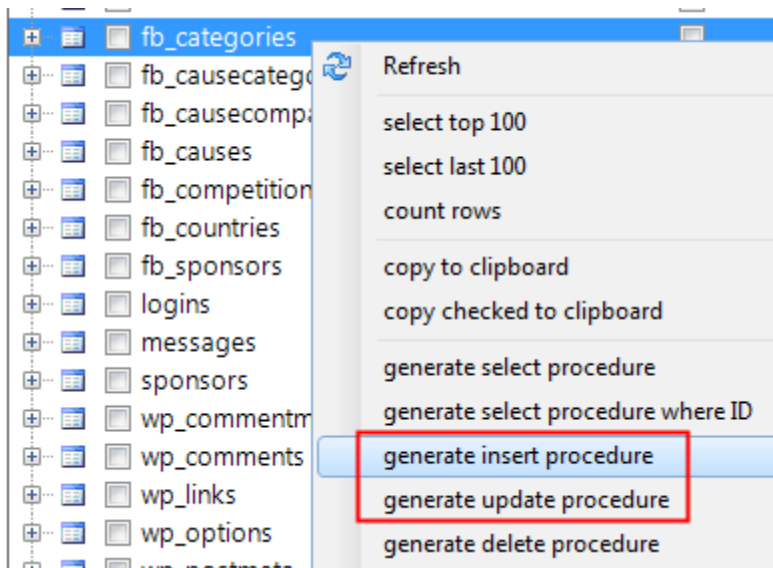 fb_categories
fb_causecatego
fb_causecompa
fb_causes
fb_competition
fb_countries
fb_sponsors
logins
messages
sponsors
wp_commentm
wp_comments
wp_links
wp_options
Refresh
select top 100
select last 100
count rows
copy to clipboard
copy checked to clipboard
generate select procedure
generate select procedure where ID
generate insert procedure
generate update procedure
generate delete procedure